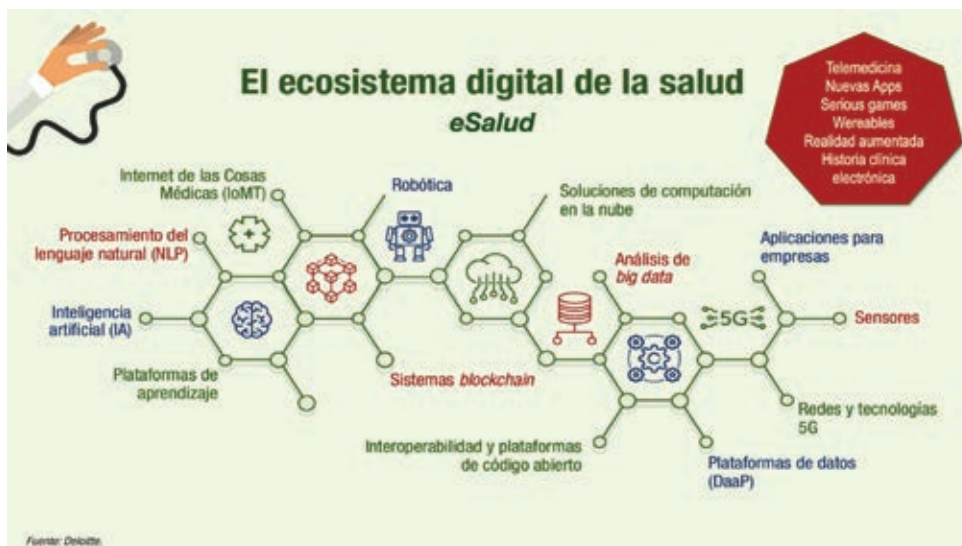 El ecosistema digital de la salud
eSalud
Telemedicina
Nuevas Apps
Serious games
Wereables
Realidad aumentada
Historia clínica
electrónica
Internet de las Cosas
Médicas (IoMT)
Robótica
Soluciones de computación
en la nube
Procesamiento del
lenguaje natural (NLP)
Análisis de
big data
Aplicaciones para
empresas
Inteligencia
artificial (IA)
5G
Sensores
Plataformas de
aprendizaje
Sistemas blockchain
Redes y tecnologías
5G
Interoperabilidad y plataformas
de código abierto
Plataformas de datos
(DaaP)
Fuente: Deloitte.